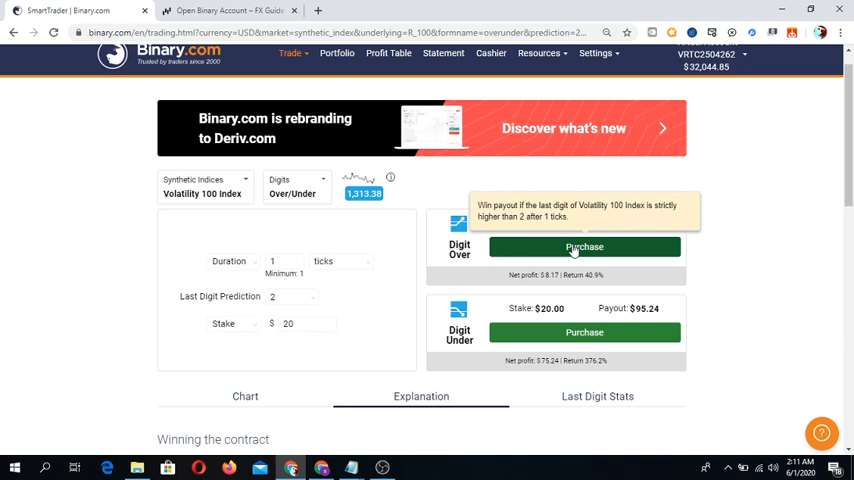 SmartTrader | Binary.com
Open Binary Account – FX Guide
binary.com/en/trading.html?currency=USD&market=synthetic_index&underlying=R_100&formname=overunder&prediction=2...
Binary.com
Trusted by traders since 2000
Trade
Portfolio
Profit Table
Statement
Cashier
Resources
Settings
VRTC2504262
$ 32,044.85
Binary.com is rebranding
to Deriv.com
Discover what's new
Synthetic Indices
Volatility 100 Index
Digits
Over/Under
1,313.38
Win payout if the last digit of Volatility 100 Index is strictly
higher than 2 after 1 ticks.
Duration
1
ticks
Minimum: 1
Last Digit Prediction
2
Stake
$
20
Digit
Over
Purchase
Net profit: $ 8.17 | Return 40.9%
Digit
Under
Stake: $20.00
Payout: $95.24
Purchase
Net profit: $ 75.24 | Return 376.2%
Chart
Explanation
Last Digit Stats
Winning the contract
2:11 AM
6/1/2020
18